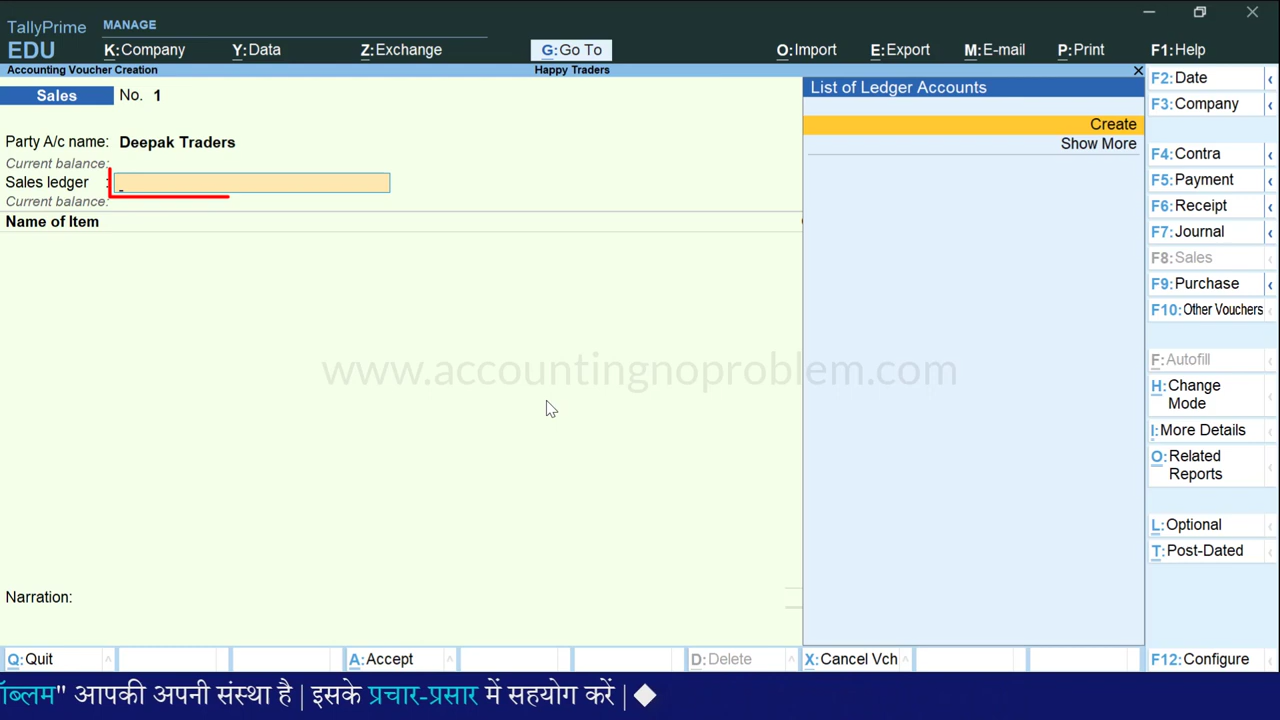 TallyPrime MANAGE
EDU K:Company Y:Data Z:Exchange G:Go To O:Import E:Export M:E-mail P:Print F1:Help
Accounting Voucher Creation Happy Traders
Sales No. 1
Party A/c name: Deepak Traders
Current balance:
Sales ledger :
Current balance:
Name of Item
List of Ledger Accounts
Create
Show More
www.accountingnoproblem.com
Narration:
F2:Date
F3:Company
F4:Contra
F5:Payment
F6:Receipt
F7:Journal
F8:Sales
F9:Purchase
F10:Other Vouchers
F:Autofill
H:Change
Mode
I:More Details
O:Related
Reports
L:Optional
T:Post-Dated
Q:Quit A:Accept D:Delete X:Cancel Vch F12:Configure
ॉब्लम" आपकी अपनी संस्था है | इसके प्रचार-प्रसार में सहयोग करें | ◆